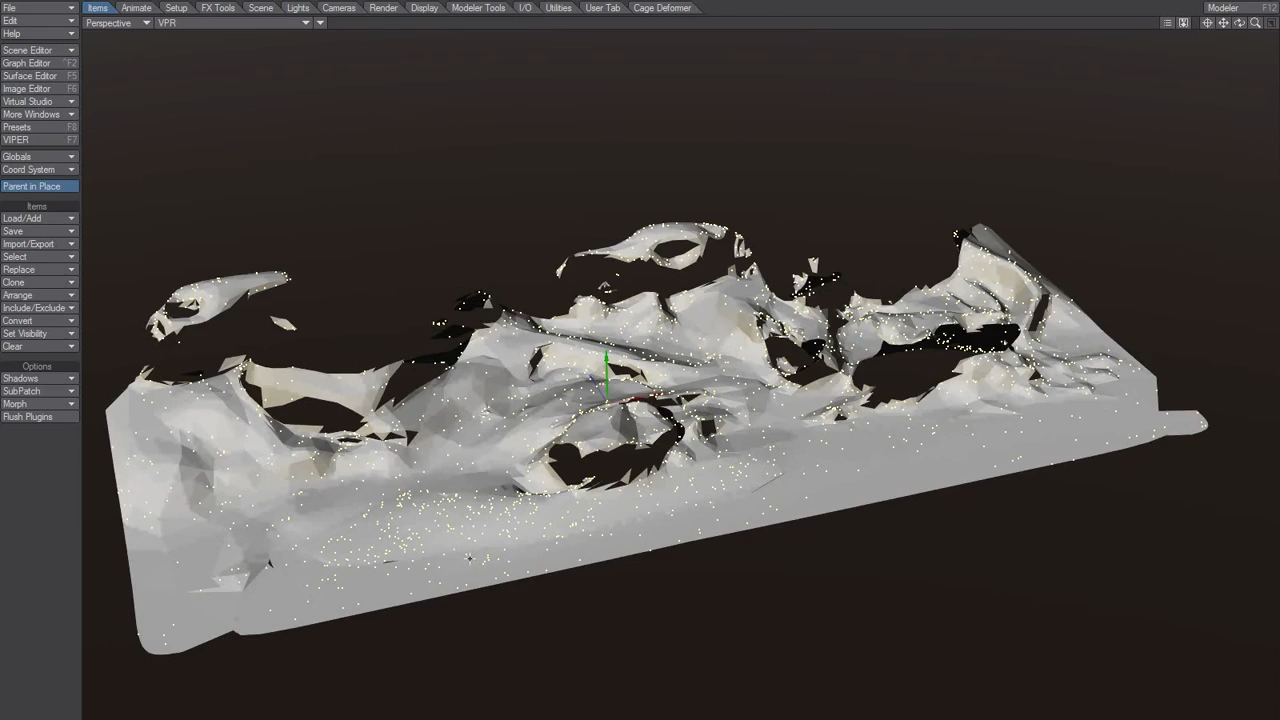 File Items Animate Setup FX Tools Scene Lights Cameras Render Display Modeler Tools I/O Utilities User Tab Cage Deformer Modeler F12
Edit Perspective VPR
Help
Scene Editor
Graph Editor ^F2
Surface Editor F5
Image Editor F6
Virtual Studio
More Windows
Presets F8
VIPER F7
Globals
Coord System
Parent in Place
Items
Load/Add
Save
Import/Export
Select
Replace
Clone
Arrange
Include/Exclude
Convert
Set Visibility
Clear
Options
Shadows
SubPatch
Morph
Flush Plugins